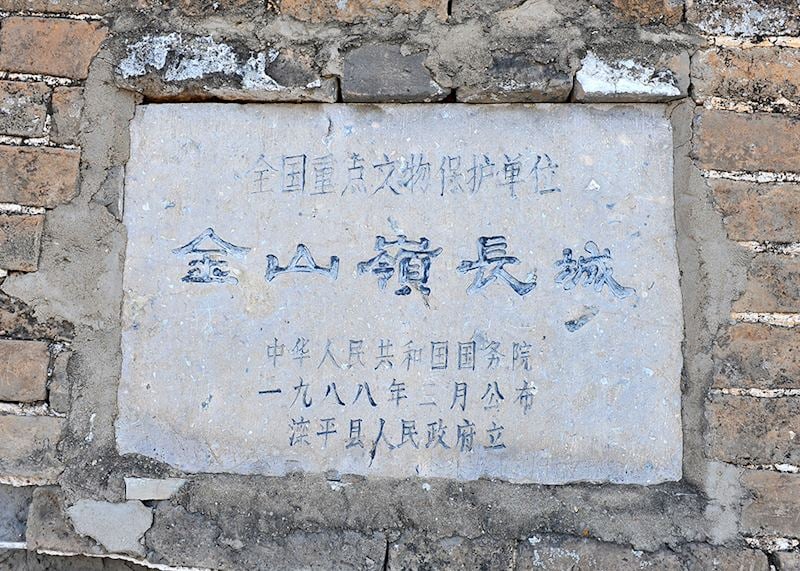 全国重点文物保护单位
金山嶺長城
中华人民共和国国务院
一九八八年二月公布
滦平县人民政府立